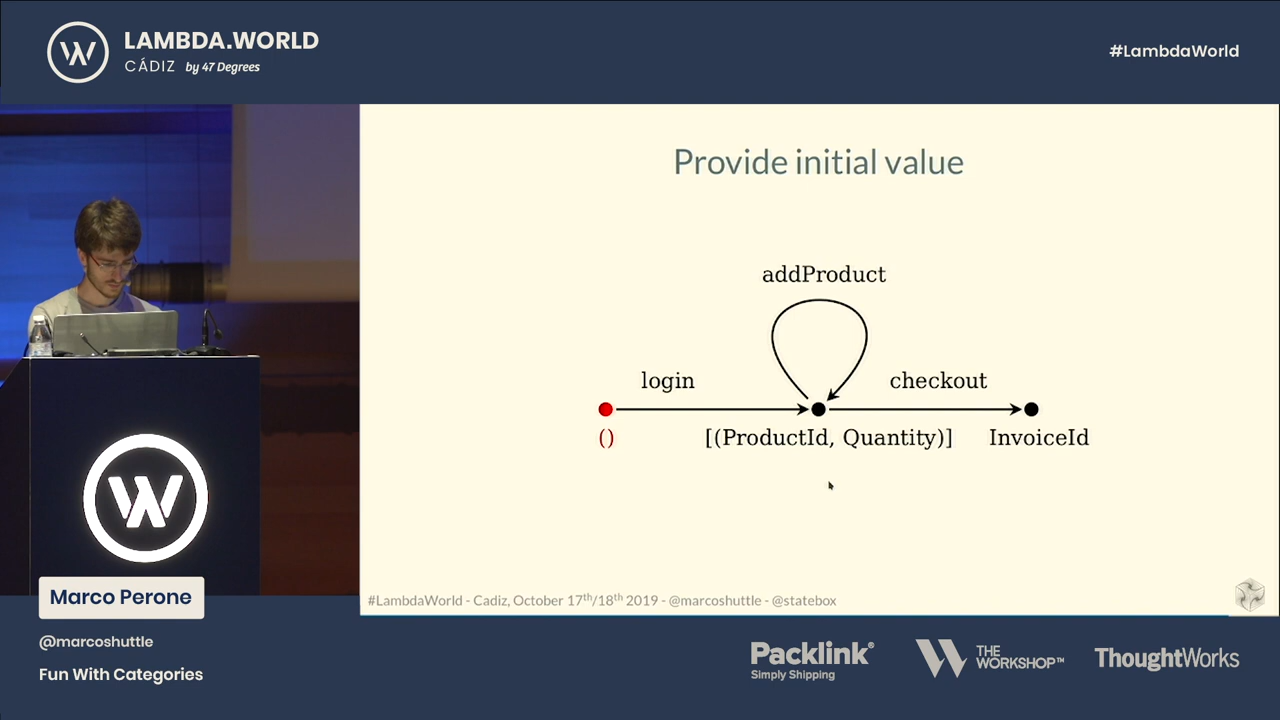 LAMBDA.WORLD
CÁDIZ by 47 Degrees
#LambdaWorld
Provide initial value
addProduct
login
checkout
()
[(ProductId, Quantity)]
InvoiceId
#LambdaWorld - Cadiz, October 17th/18th 2019 - @marcoshuttle - @statebox
Marco Perone
@marcoshuttle
Fun With Categories
Packlink®
Simply Shipping
THE
WORKSHOP™
ThoughtWorks